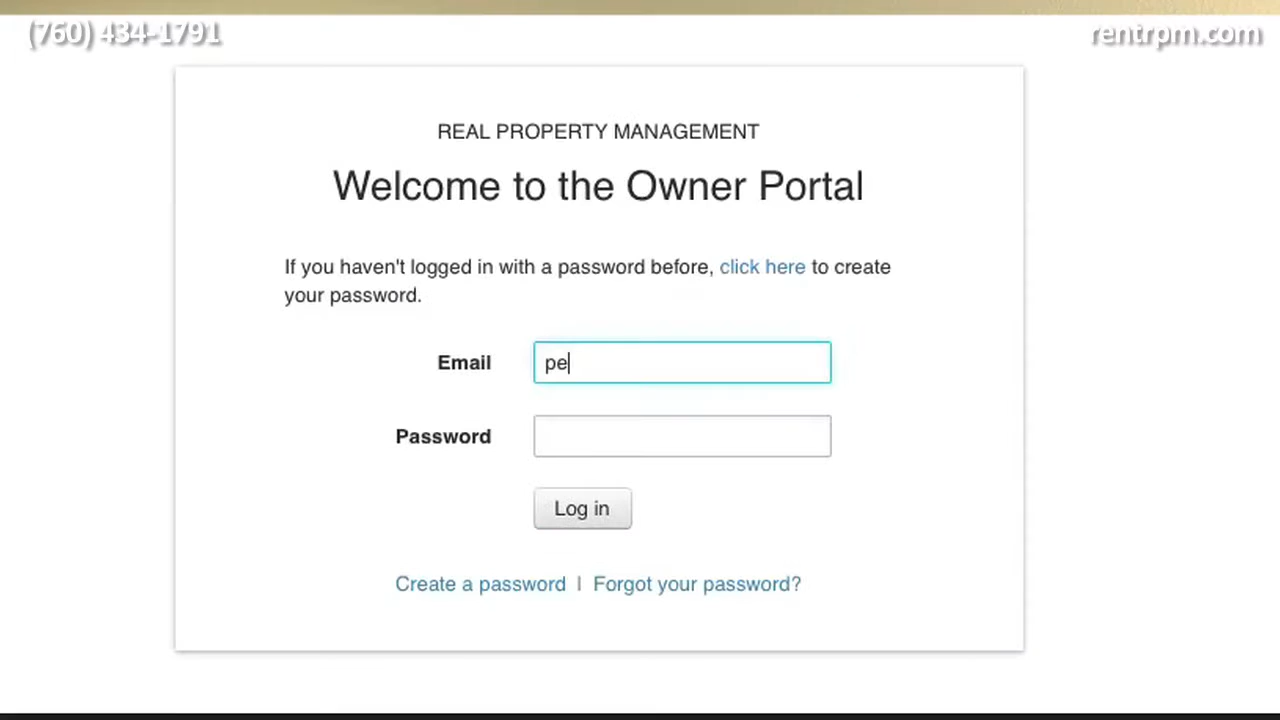 (760) 434-1791
rentrpm.com
REAL PROPERTY MANAGEMENT
Welcome to the Owner Portal
If you haven't logged in with a password before, click here to create
your password.
Email
pe
Password
Log in
Create a password | Forgot your password?